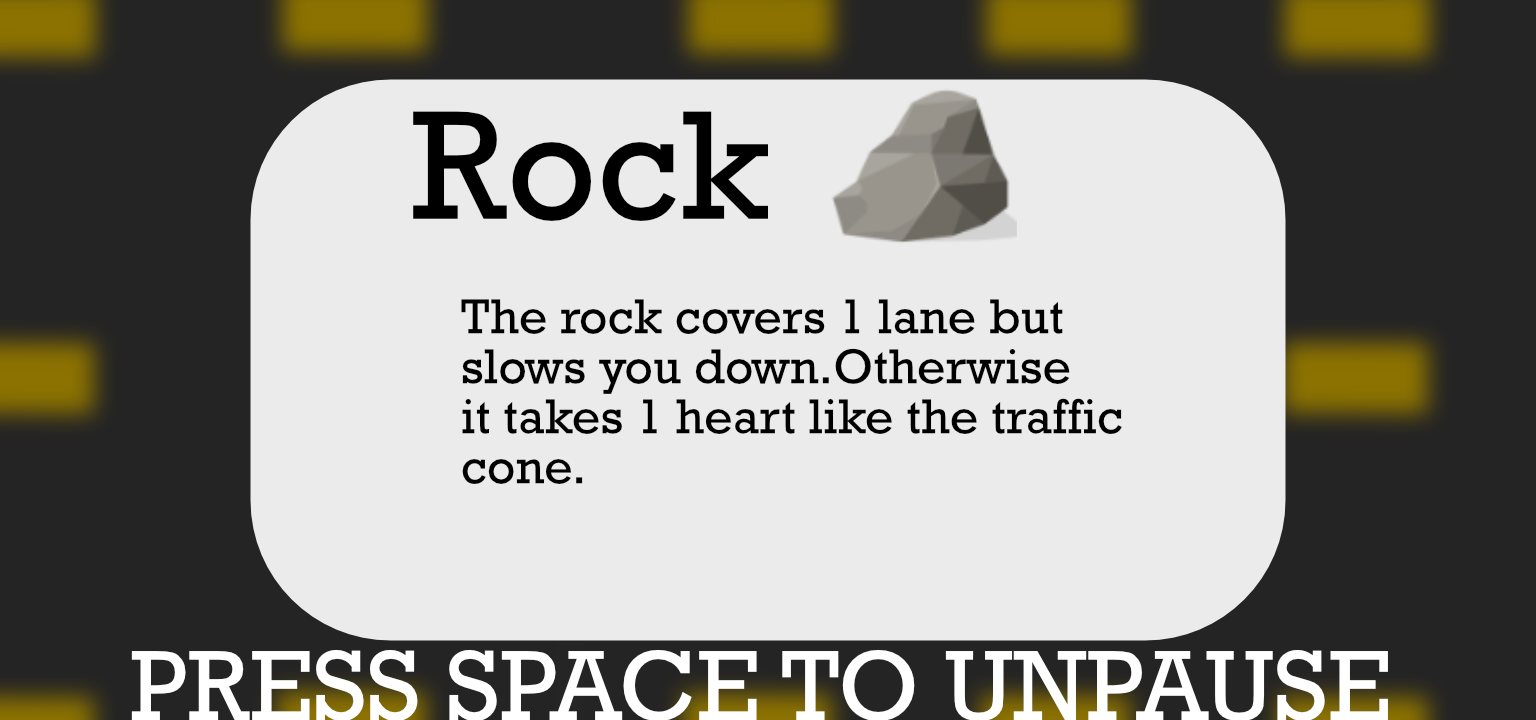 Rock
The rock covers 1 lane but
slows you down.Otherwise
it takes 1 heart like the traffic
cone.
PRESS SPACE TO UNPAUSE